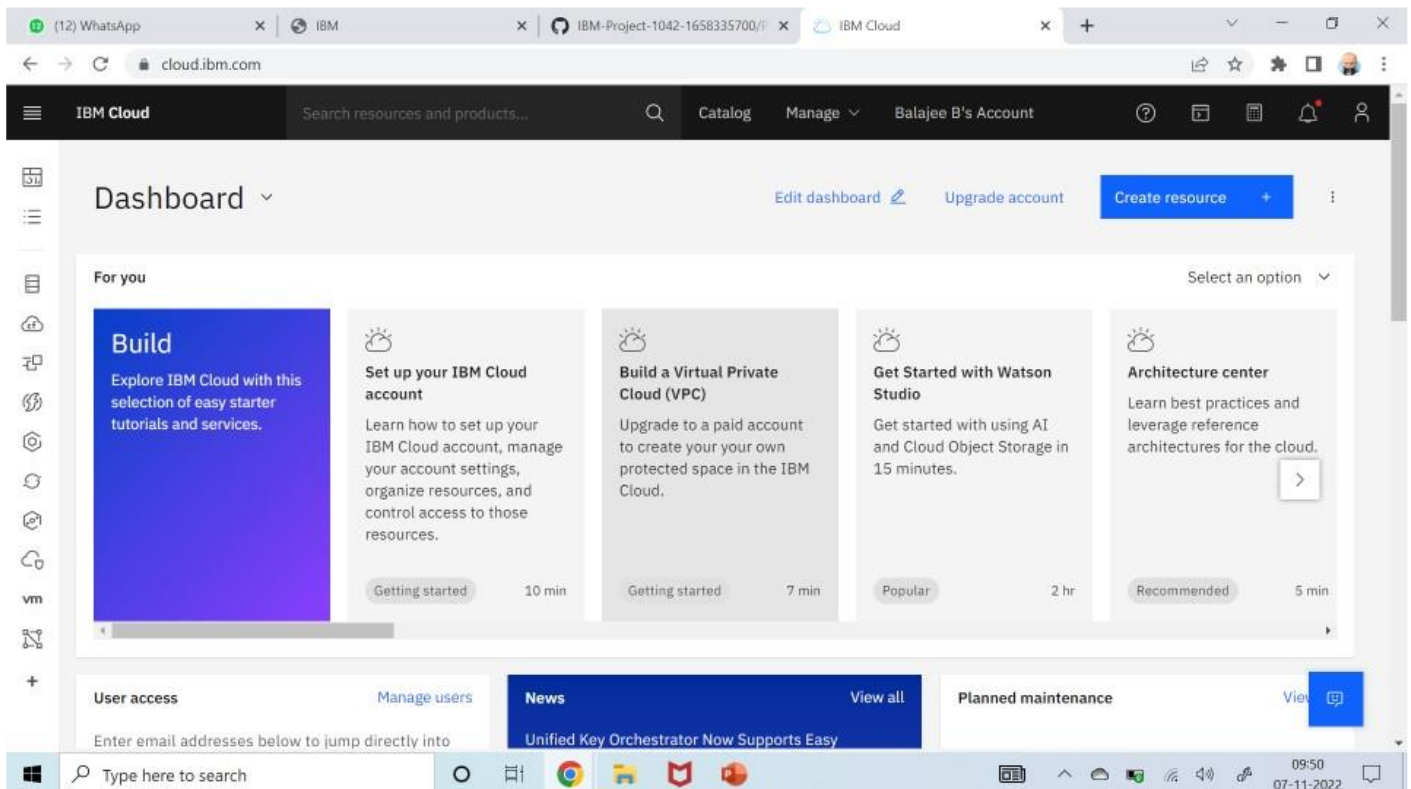 (12) WhatsApp
IBM
IBM-Project-1042-1658335700/
IBM Cloud
cloud.ibm.com
IBM Cloud
Search resources and products...
Catalog
Manage
Balajee B's Account
Dashboard
Edit dashboard
Upgrade account
Create resource +
For you
Select an option
Build
Explore IBM Cloud with this
selection of easy starter
tutorials and services.
Set up your IBM Cloud
account
Learn how to set up your
IBM Cloud account, manage
your account settings,
organize resources, and
control access to those
resources.
Getting started
10 min
Build a Virtual Private
Cloud (VPC)
Upgrade to a paid account
to create your your own
protected space in the IBM
Cloud.
Getting started
7 min
Get Started with Watson
Studio
Get started with using AI
and Cloud Object Storage in
15 minutes.
Popular
2 hr
Architecture center
Learn best practices and
leverage reference
architectures for the cloud.
Recommended
5 min
vm
User access
Manage users
Enter email addresses below to jump directly into
News
View all
Unified Key Orchestrator Now Supports Easy
Planned maintenance
Type here to search
09:50
07-11-2022